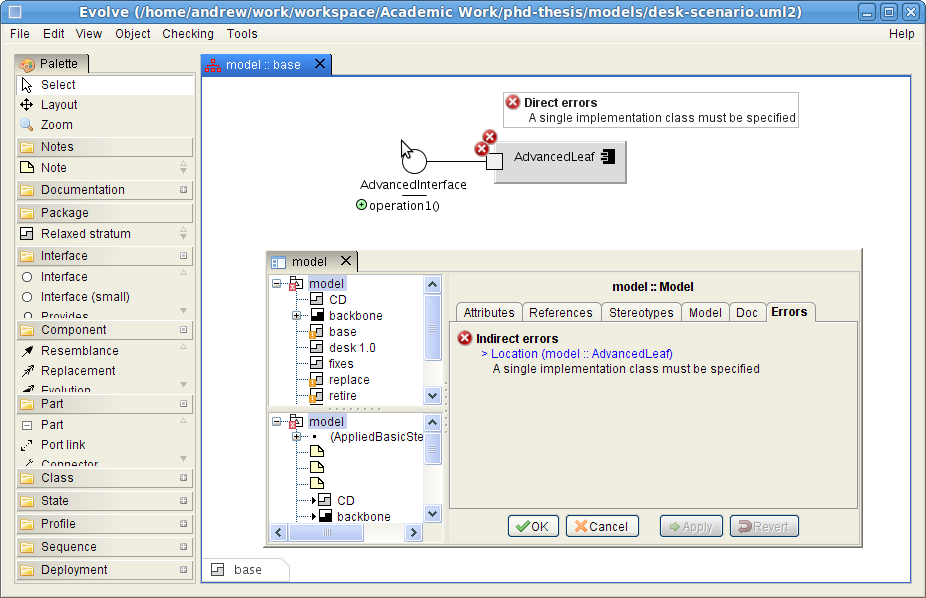 Evolve (/home/andrew/work/workspace/Academic Work/phd-thesis/models/desk-scenario.uml2)
File Edit View Object Checking Tools Help
Palette
Select
Layout
Zoom
Notes
Note
Documentation
Package
Relaxed stratum
Interface
Interface
Interface (small)
Provides
Component
Resemblance
Replacement
Evolution
Part
Part
Port link
Connector
Class
State
Profile
Sequence
Deployment
model :: base
Direct errors
A single implementation class must be specified
AdvancedLeaf
AdvancedInterface
operation1()
model
model
CD
backbone
base
desk 1.0
fixes
replace
retire
model
(AppliedBasicSte
CD
backbone
model :: Model
Attributes References Stereotypes Model Doc Errors
Indirect errors
> Location (model :: AdvancedLeaf)
A single implementation class must be specified
OK Cancel Apply Revert
base